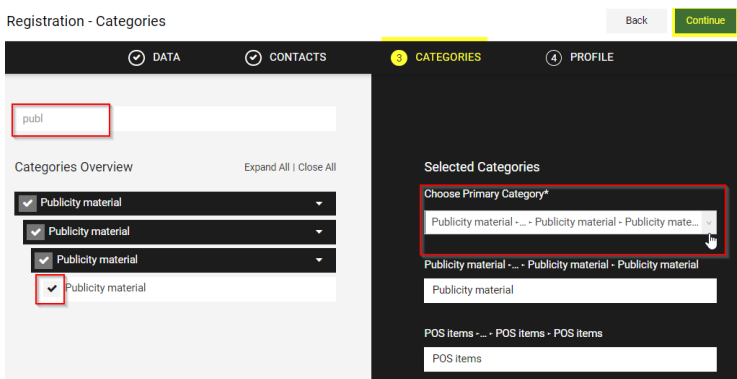 Registration - Categories
Back
Continue
DATA
CONTACTS
3 CATEGORIES
4 PROFILE
publ
Categories Overview
Expand All | Close All
Publicity material
Publicity material
Publicity material
Publicity material
Selected Categories
Choose Primary Category*
Publicity material -... - Publicity material - Publicity mate...
Publicity material -... - Publicity material - Publicity material
Publicity material
POS items -... - POS items - POS items
POS items